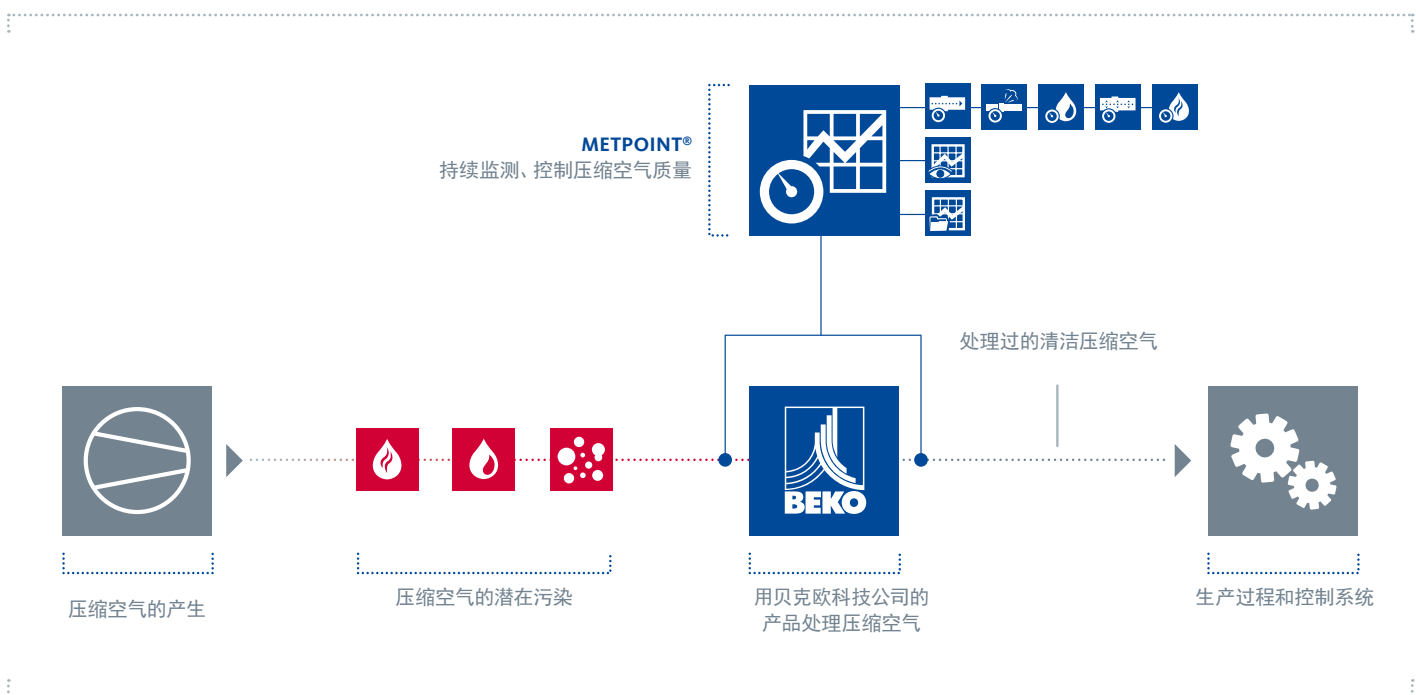 METPOINT®
持续监测、控制压缩空气质量
处理过的清洁压缩空气
BEKO
压缩空气的产生
压缩空气的潜在污染
用贝克欧科技公司的
产品处理压缩空气
生产过程和控制系统